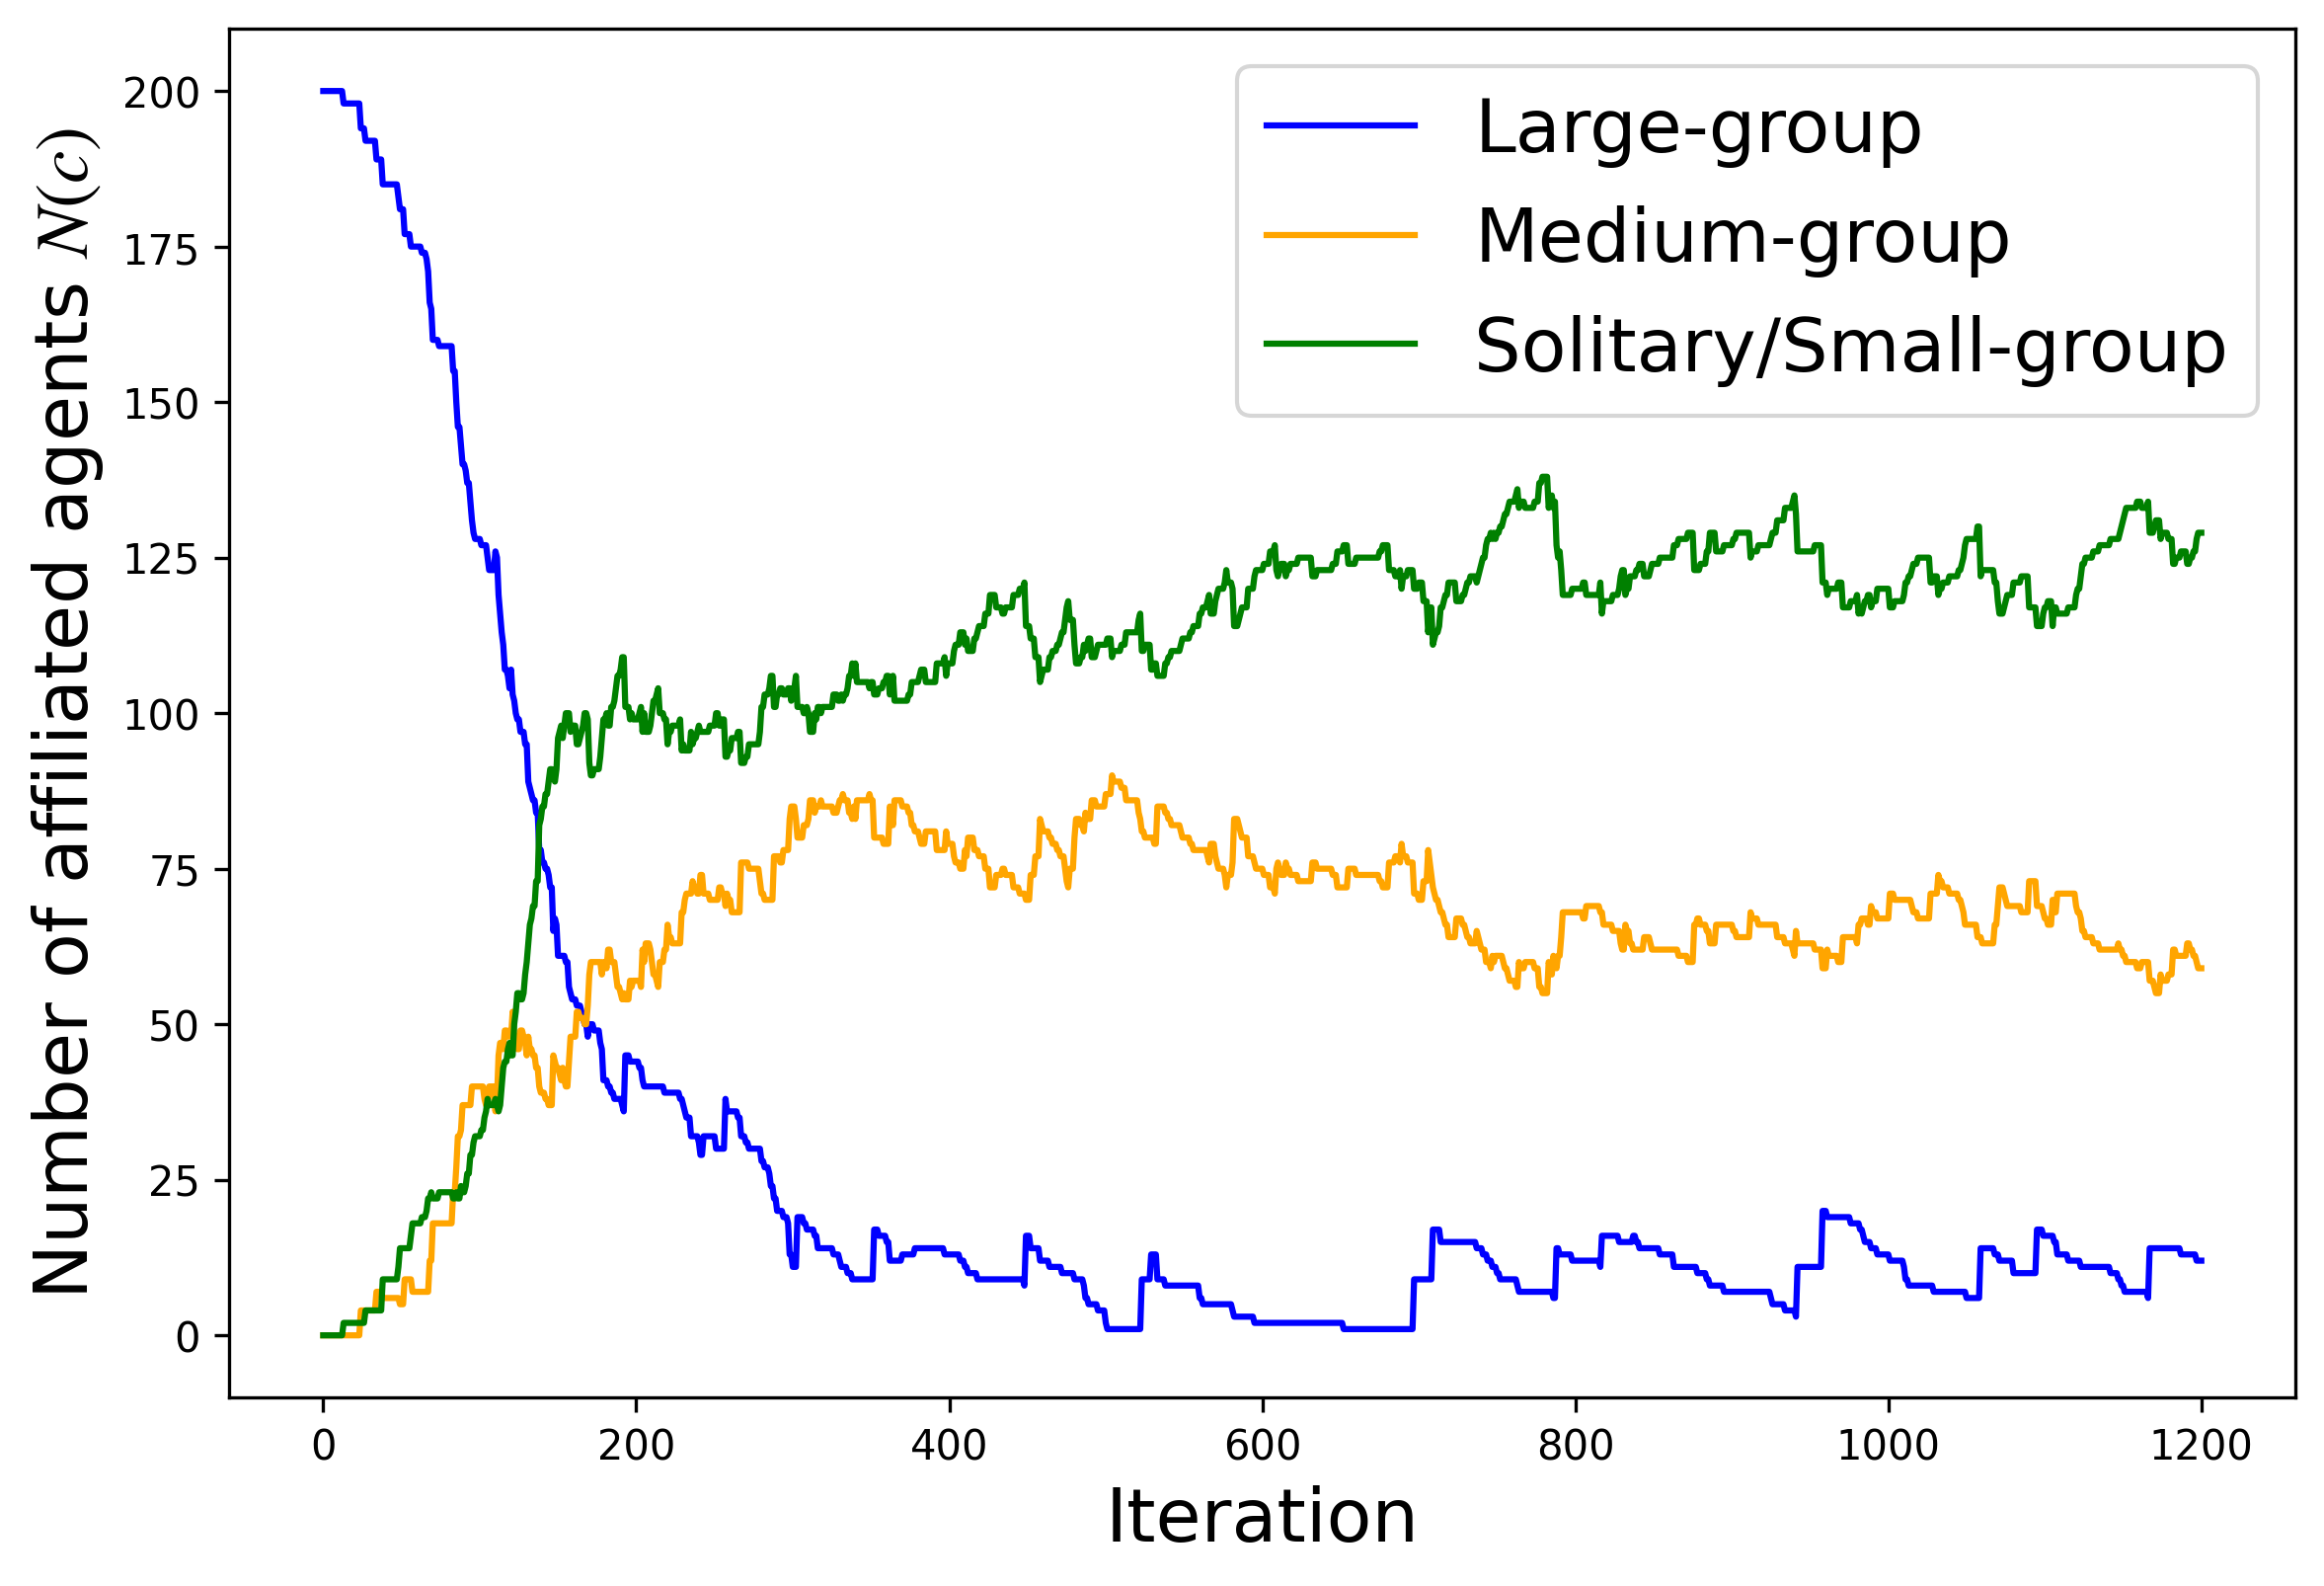 Number of affiliated agents N(c)
200
175
150
125
100
75
50
25
0
Large-group
Medium-group
Solitary/Small-group
0 200 400 600 800 1000 1200
Iteration